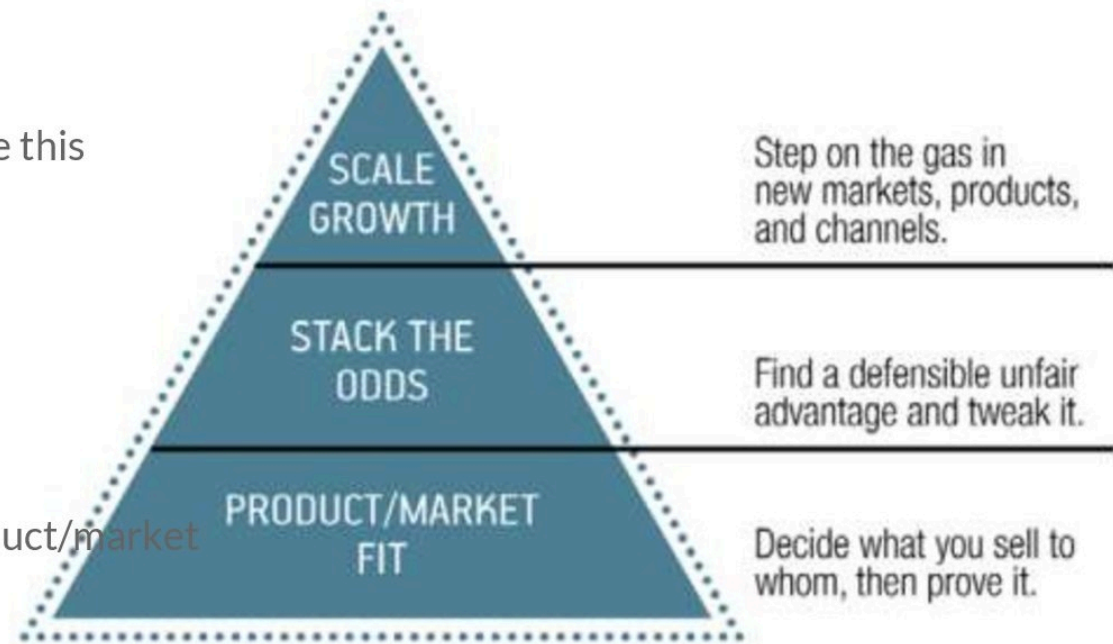 e this
SCALE
GROWTH
Step on the gas in
new markets, products,
and channels.
STACK THE
ODDS
Find a defensible unfair
advantage and tweak it.
uct/market
PRODUCT/MARKET
FIT
Decide what you sell to
whom, then prove it.